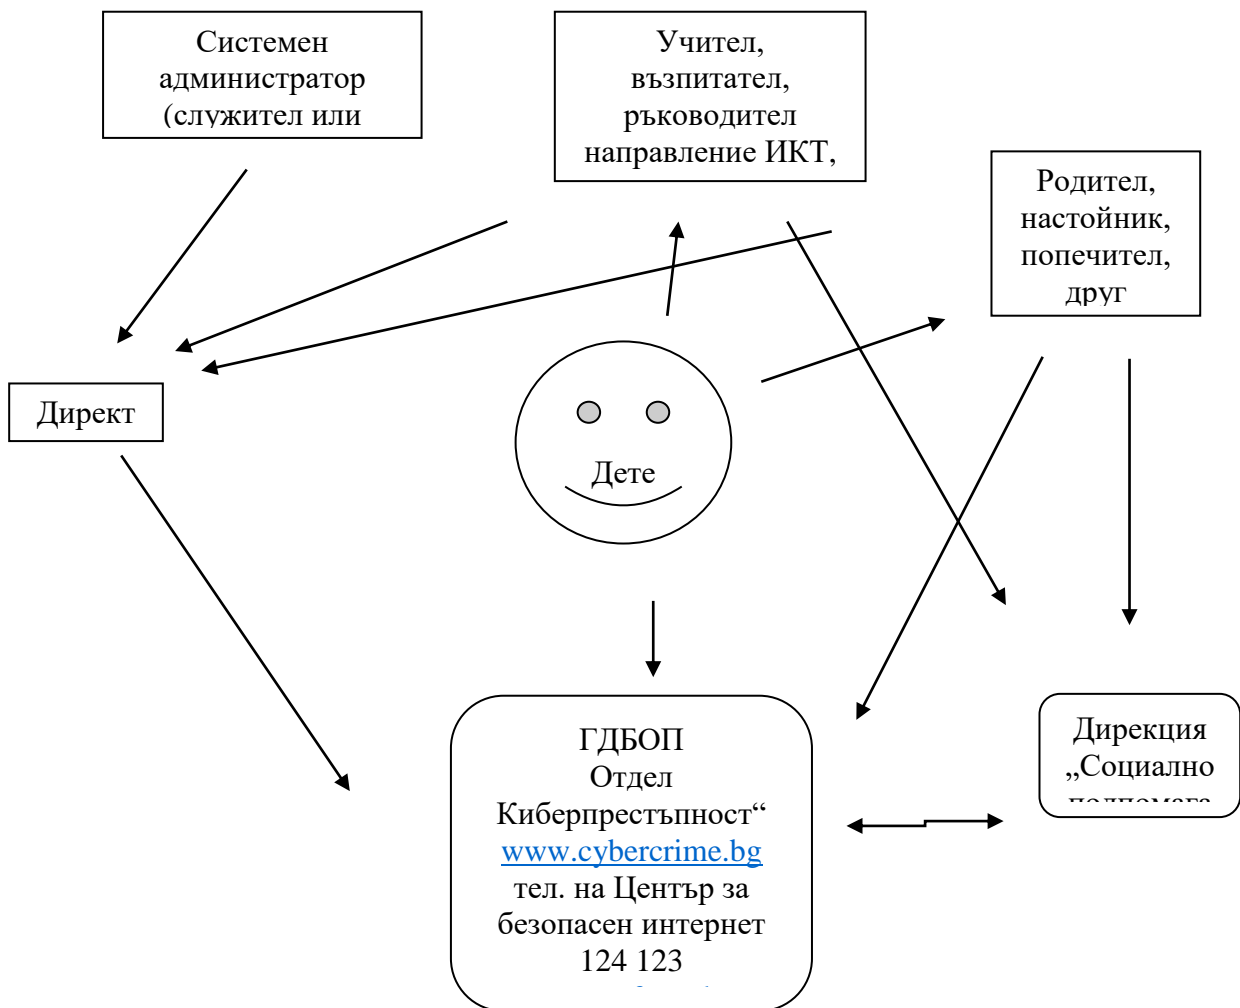 Системен
администратор
(служител или
Учител,
възпитател,
ръководител
направление ИКТ,
Родител,
настойник,
попечител,
друг
Директ
Дете
ГДБОП
Отдел
Киберпрестъпност“
www.cybercrime.bg
тел. на Център за
безопасен интернет
124 123
Дирекция
„Социално
подпомага